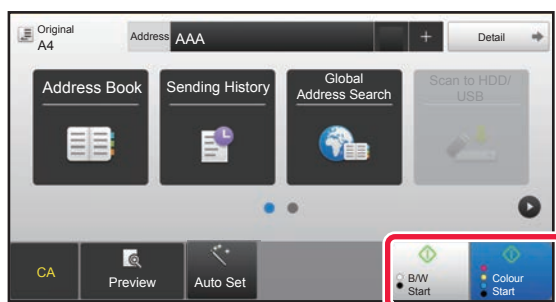 Original
A4
Address AAA
+
Detail
Address Book
Sending History
Global
Address Search
Scan to HDD/
USB
CA
Preview
Auto Set
B/W
Start
Colour
Start